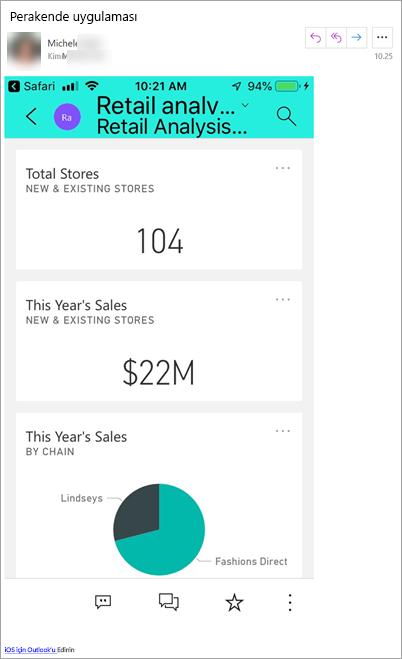 Perakende uygulaması
Michele
Kim
10.25
Safari 10:21 AM 94%
Ra
Retail analy...
Retail Analysis...
Total Stores
NEW & EXISTING STORES
104
This Year's Sales
NEW & EXISTING STORES
$22M
This Year's Sales
BY CHAIN
Lindseys
Fashions Direct
iOS için Outlook'u Edinin